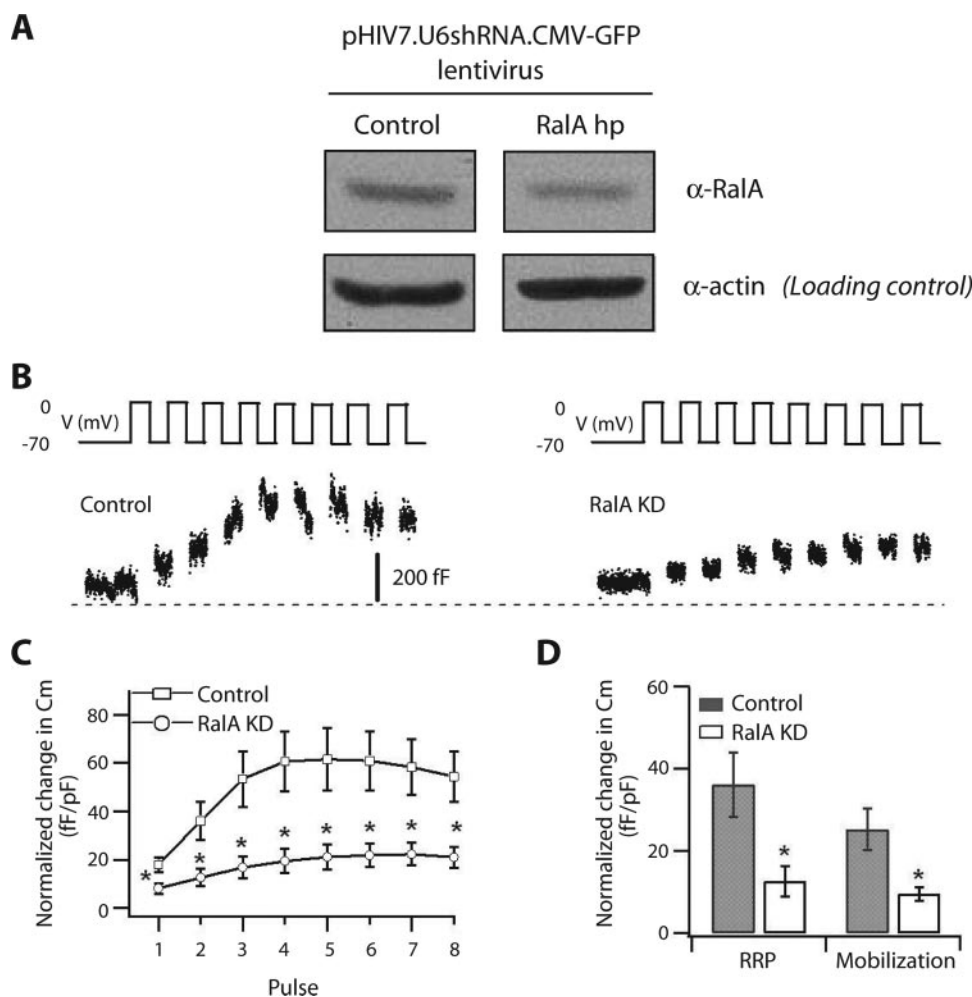 A
pHIV7.U6shRNA.CMV-GFP
lentivirus
Control RalA hp
α-RalA
α-actin (Loading control)
B
0
V (mV)
-70
0
V (mV)
-70
Control
RalA KD
200 fF
C
Normalized change in Cm
(fF/pF)
80
60
40
20
0
Control
RalA KD
*
* * * * * * *
1 2 3 4 5 6 7 8
Pulse
D
Normalized change in Cm
(fF/pF)
60
40
20
0
Control
RalA KD
* *
RRP Mobilization